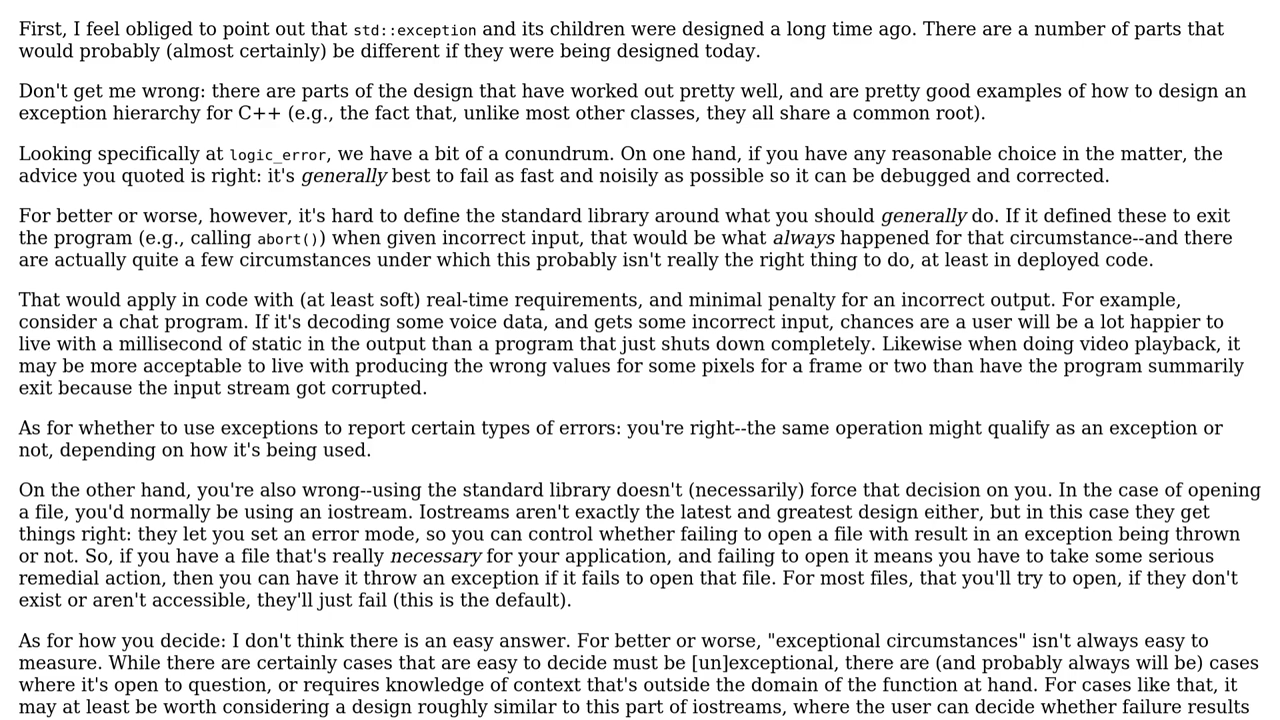 First, I feel obliged to point out that std::exception and its children were designed a long time ago. There are a number of parts that
would probably (almost certainly) be different if they were being designed today.
Don't get me wrong: there are parts of the design that have worked out pretty well, and are pretty good examples of how to design an
exception hierarchy for C++ (e.g., the fact that, unlike most other classes, they all share a common root).
Looking specifically at logic_error, we have a bit of a conundrum. On one hand, if you have any reasonable choice in the matter, the
advice you quoted is right: it's generally best to fail as fast and noisily as possible so it can be debugged and corrected.
For better or worse, however, it's hard to define the standard library around what you should generally do. If it defined these to exit
the program (e.g., calling abort()) when given incorrect input, that would be what always happened for that circumstance--and there
are actually quite a few circumstances under which this probably isn't really the right thing to do, at least in deployed code.
That would apply in code with (at least soft) real-time requirements, and minimal penalty for an incorrect output. For example,
consider a chat program. If it's decoding some voice data, and gets some incorrect input, chances are a user will be a lot happier to
live with a millisecond of static in the output than a program that just shuts down completely. Likewise when doing video playback, it
may be more acceptable to live with producing the wrong values for some pixels for a frame or two than have the program summarily
exit because the input stream got corrupted.
As for whether to use exceptions to report certain types of errors: you're right--the same operation might qualify as an exception or
not, depending on how it's being used.
On the other hand, you're also wrong--using the standard library doesn't (necessarily) force that decision on you. In the case of opening
a file, you'd normally be using an iostream. Iostreams aren't exactly the latest and greatest design either, but in this case they get
things right: they let you set an error mode, so you can control whether failing to open a file with result in an exception being thrown
or not. So, if you have a file that's really necessary for your application, and failing to open it means you have to take some serious
remedial action, then you can have it throw an exception if it fails to open that file. For most files, that you'll try to open, if they don't
exist or aren't accessible, they'll just fail (this is the default).
As for how you decide: I don't think there is an easy answer. For better or worse, "exceptional circumstances" isn't always easy to
measure. While there are certainly cases that are easy to decide must be [un]exceptional, there are (and probably always will be) cases
where it's open to question, or requires knowledge of context that's outside the domain of the function at hand. For cases like that, it
may at least be worth considering a design roughly similar to this part of iostreams, where the user can decide whether failure results